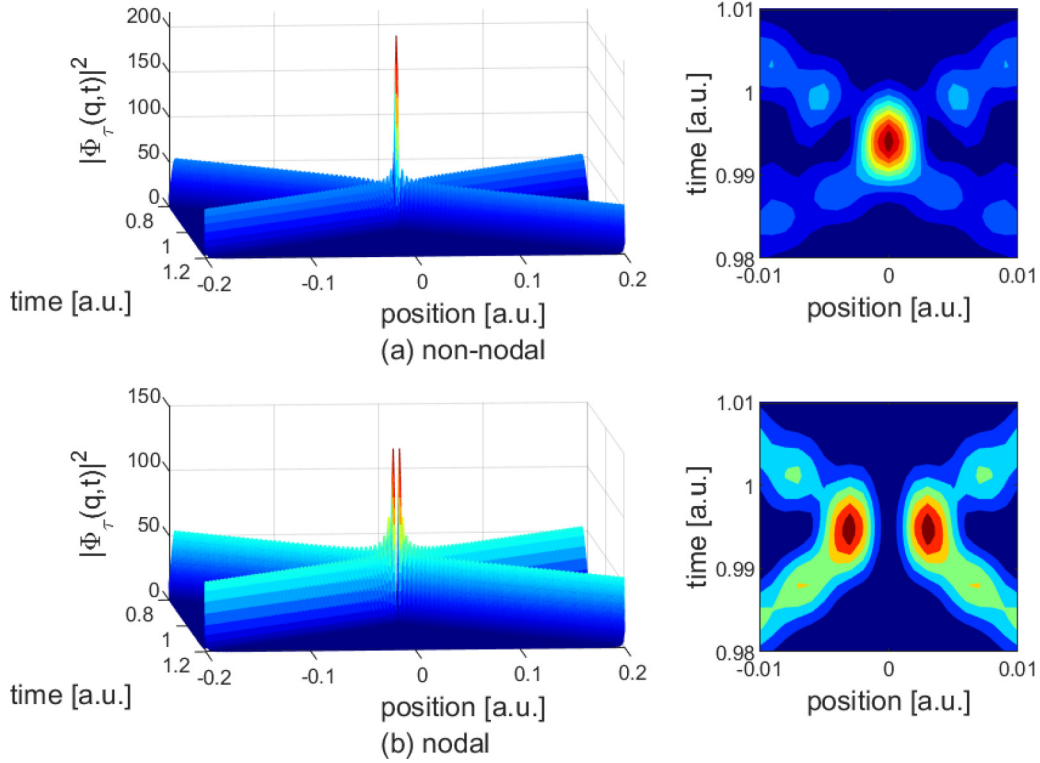 200
150
100
50
0
|Φ_τ(q,t)|²
0.8
1
1.2
time [a.u.]
-0.2 -0.1 0 0.1 0.2
position [a.u.]
(a) non-nodal
1.01
1
0.99
0.98
time [a.u.]
-0.01 0 0.01
position [a.u.]
150
100
50
0
|Φ_τ(q,t)|²
0.8
1
1.2
time [a.u.]
-0.2 -0.1 0 0.1 0.2
position [a.u.]
(b) nodal
1.01
1
0.99
0.98
time [a.u.]
-0.01 0 0.01
position [a.u.]